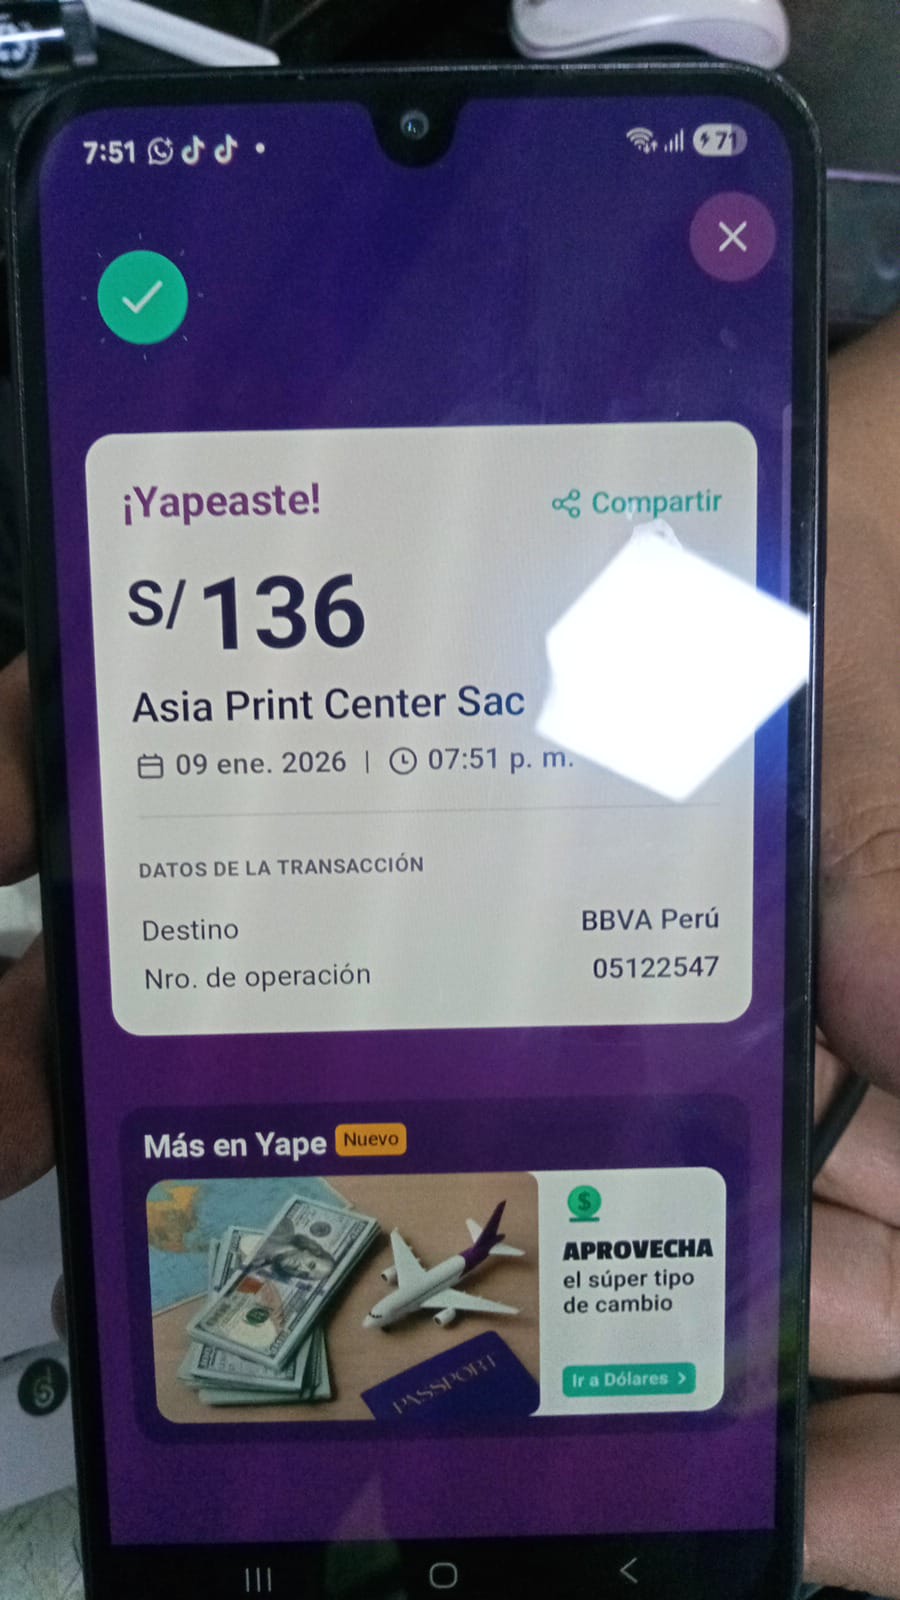 7:51
71
¡Yapeaste!
Compartir
S/ 136
Asia Print Center Sac
09 ene. 2026 | 07:51 p. m.
DATOS DE LA TRANSACCIÓN
Destino BBVA Perú
Nro. de operación 05122547
Más en Yape Nuevo
$
APROVECHA
el súper tipo
de cambio
PASSPORT
Ir a Dólares >